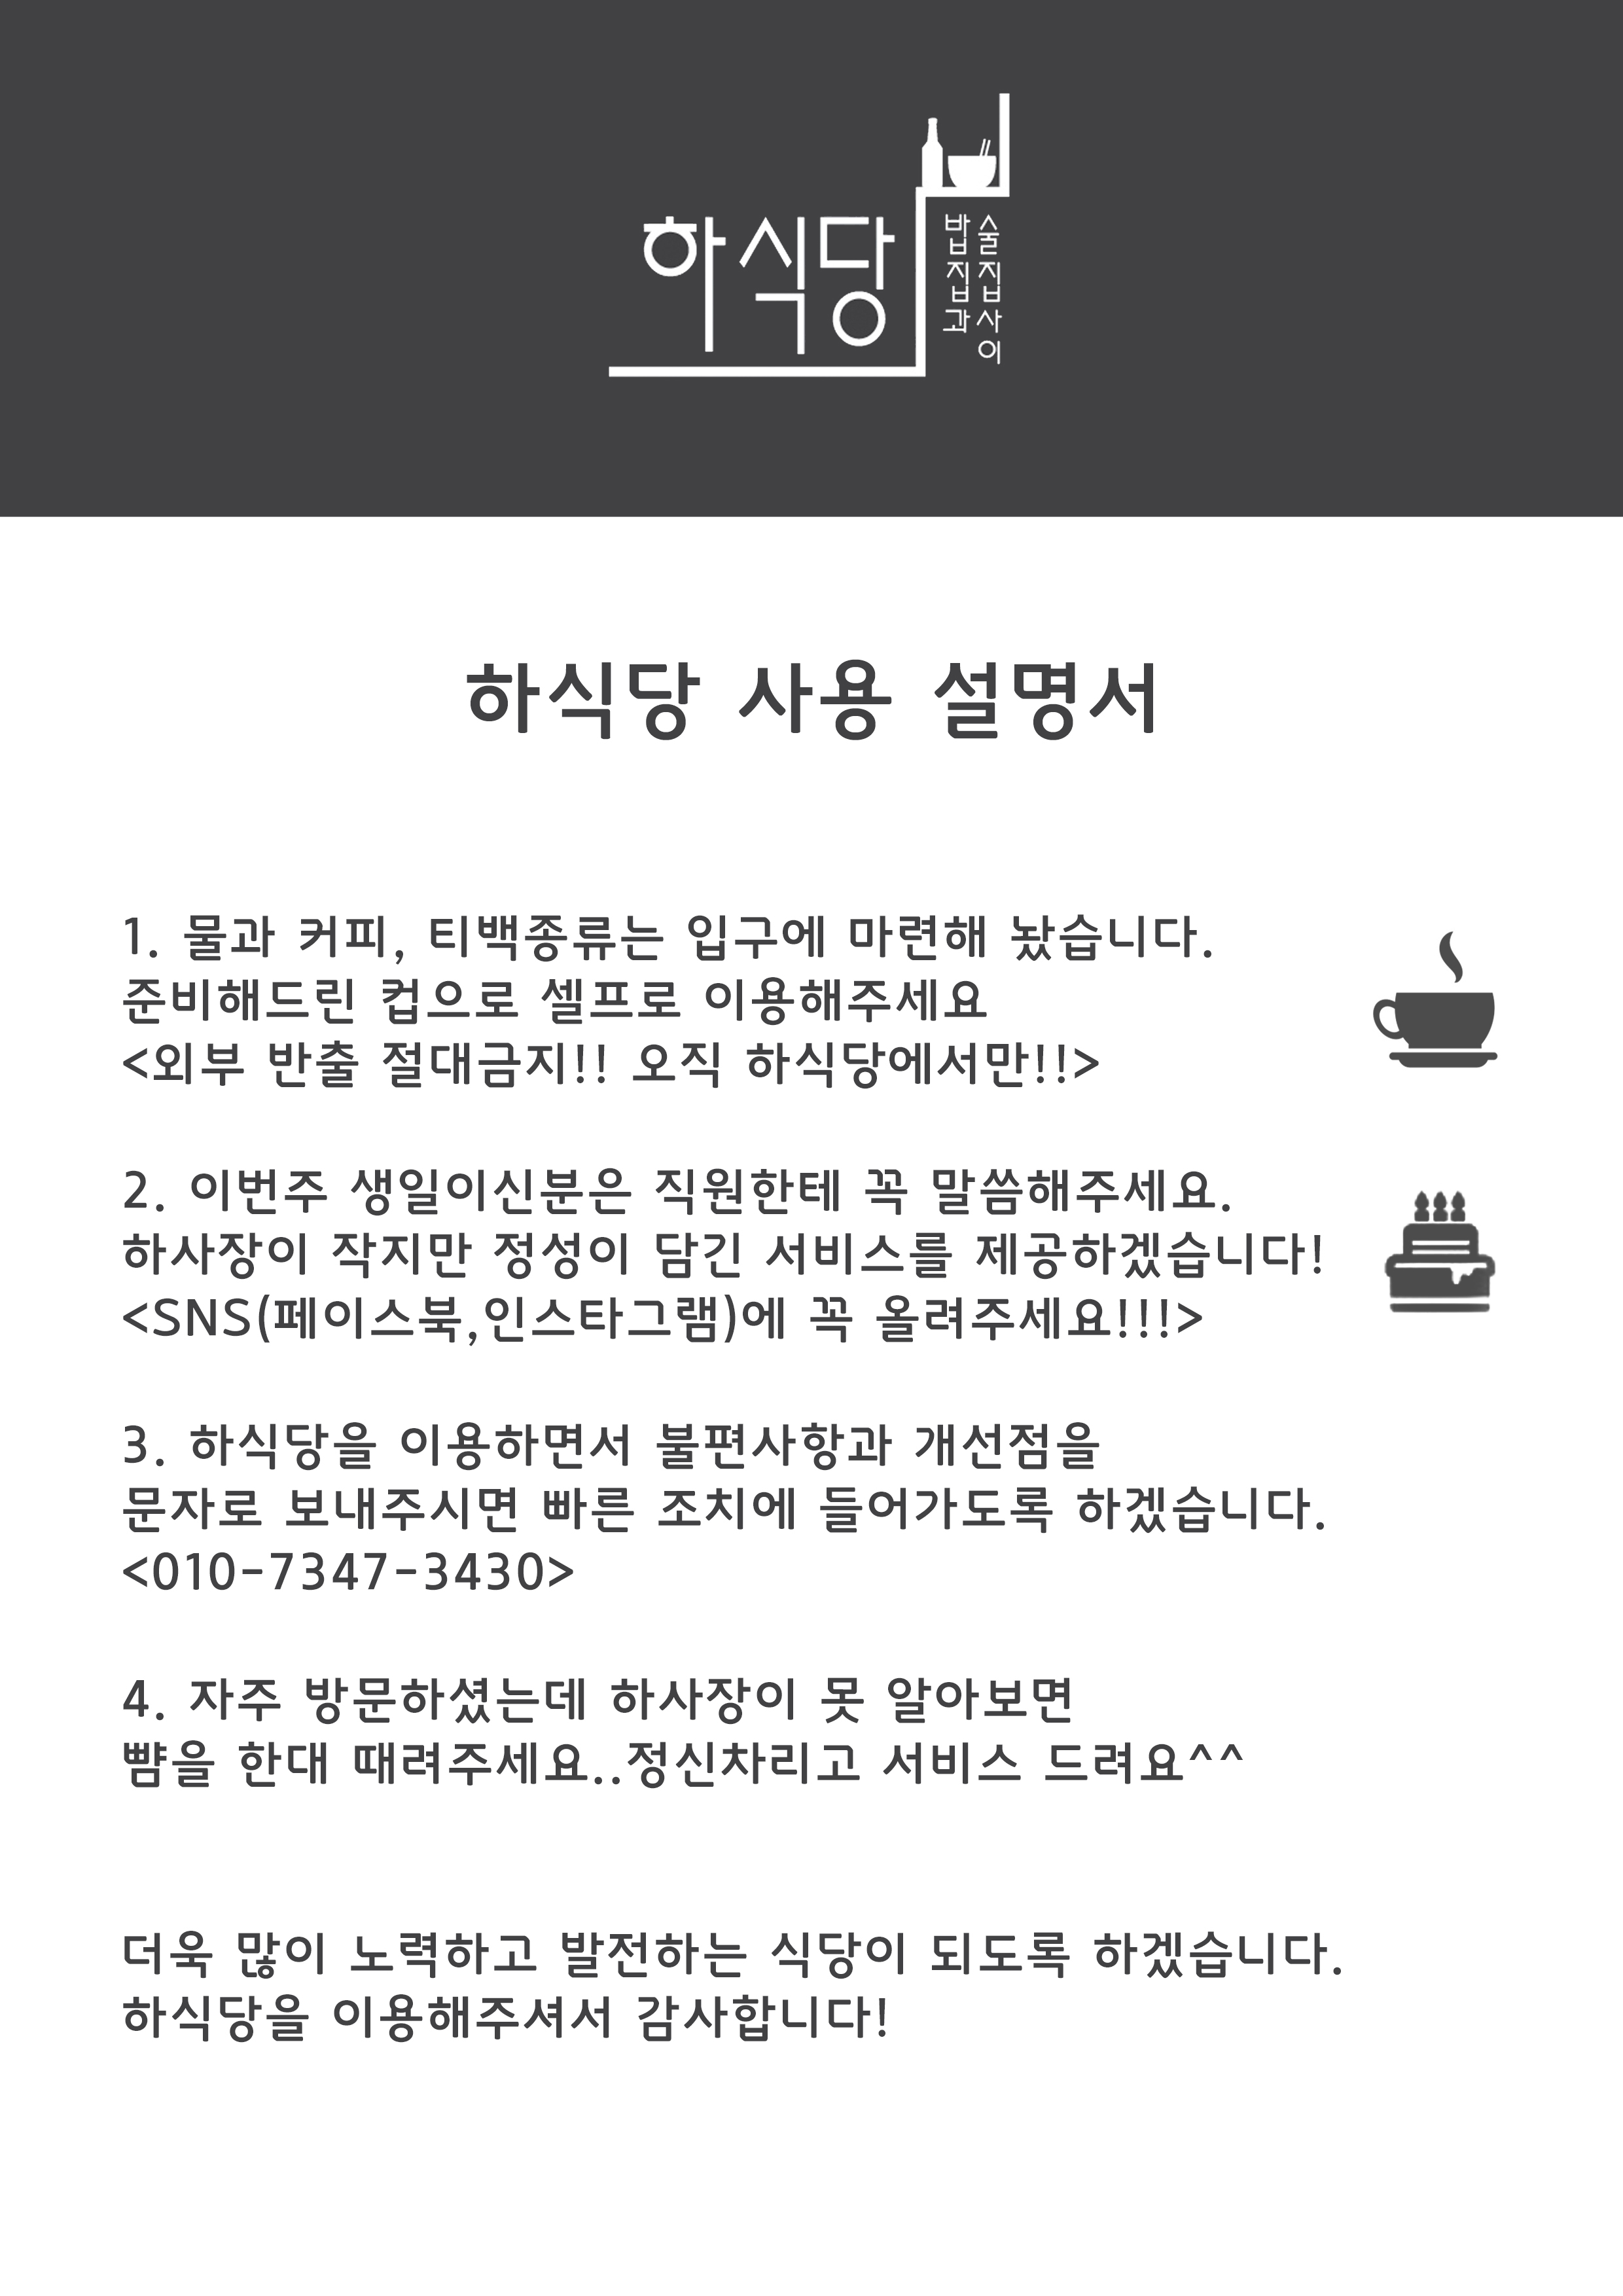 하식당
밥집과
술집사이
하식당 사용 설명서
1. 물과 커피, 티백종류는 입구에 마련해 놨습니다.
준비해드린 컵으로 셀프로 이용해주세요
<외부 반출 절대금지!! 오직 하식당에서만!!>
2. 이번주 생일이신분은 직원한테 꼭 말씀해주세요.
하사장이 작지만 정성이 담긴 서비스를 제공하겠습니다!
<SNS(페이스북,인스타그램)에 꼭 올려주세요!!!>
3. 하식당을 이용하면서 불편사항과 개선점을
문자로 보내주시면 빠른 조치에 들어가도록 하겠습니다.
<010-7347-3430>
4. 자주 방문하셨는데 하사장이 못 알아보면
뺨을 한대 때려주세요..정신차리고 서비스 드려요^^
더욱 많이 노력하고 발전하는 식당이 되도록 하겠습니다.
하식당을 이용해주셔서 감사합니다!